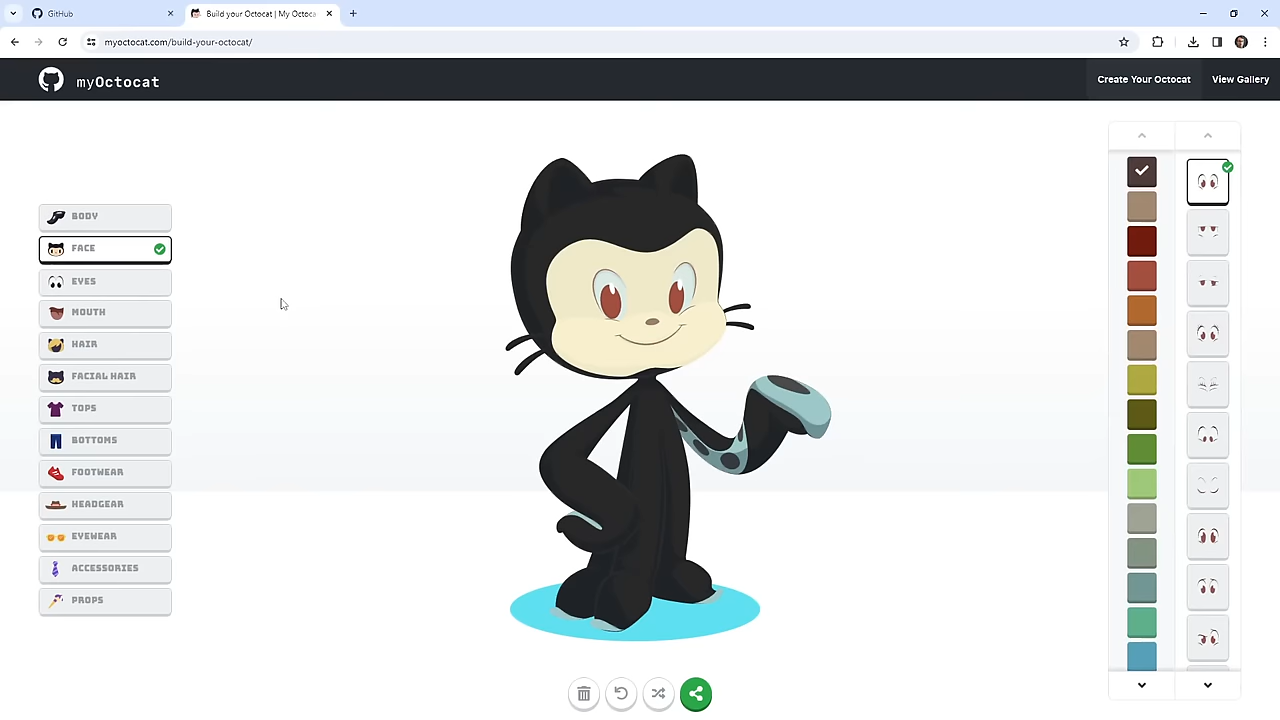 GitHub
Build your Octocat | My Octoca
myoctocat.com/build-your-octocat/
myOctocat
Create Your Octocat
View Gallery
BODY
FACE
EYES
MOUTH
HAIR
FACIAL HAIR
TOPS
BOTTOMS
FOOTWEAR
HEADGEAR
EYEWEAR
ACCESSORIES
PROPS